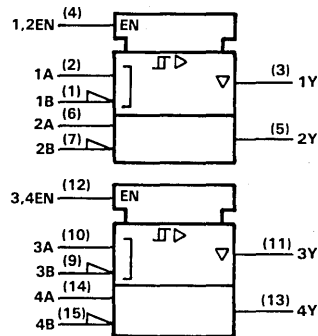 1,2EN (4) EN
1A (2) (3) 1Y
1B (1)
2A (6) (5) 2Y
2B (7)
3,4EN (12) EN
3A (10) (11) 3Y
3B (9)
4A (14) (13) 4Y
4B (15)